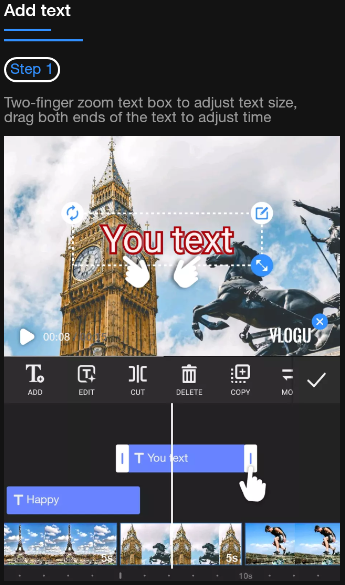 Add text
Step 1
Two-finger zoom text box to adjust text size,
drag both ends of the text to adjust time
You text
00:08
VLOGU
ADD
EDIT
CUT
DELETE
COPY
MO
T You text
T Happy
5s
5s
10s